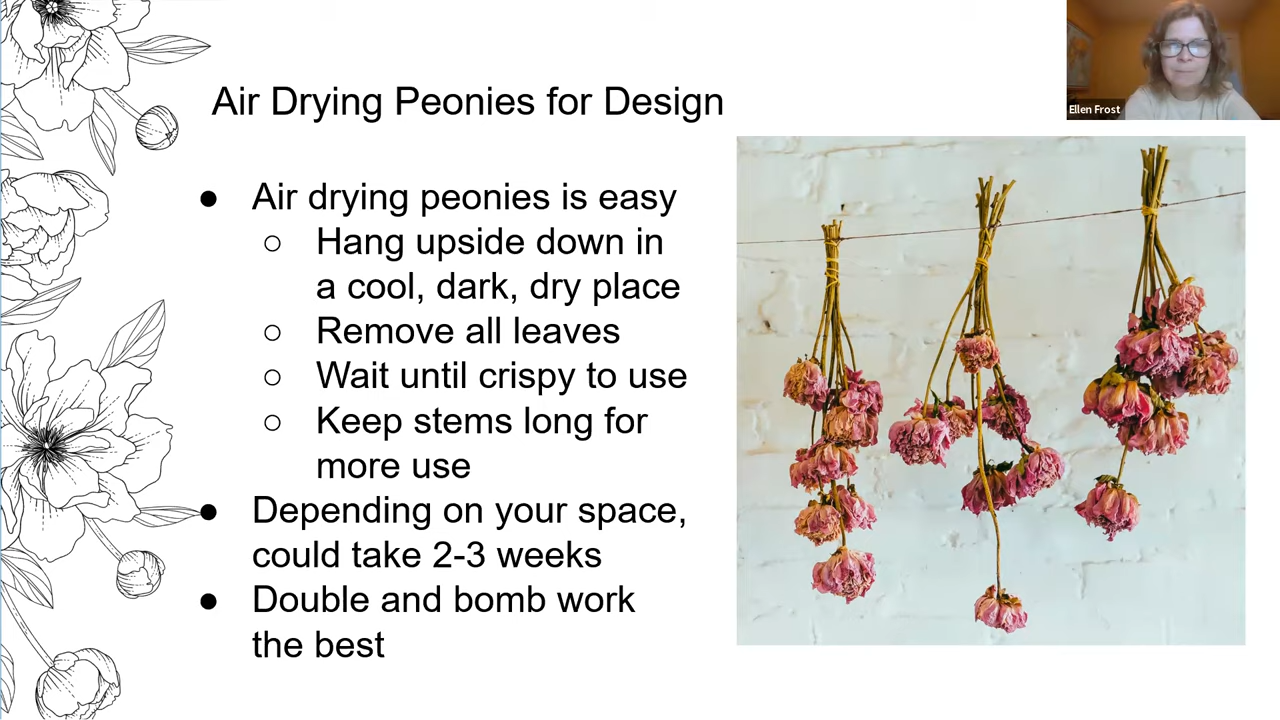 Ellen Frost
Air Drying Peonies for Design
● Air drying peonies is easy
○ Hang upside down in
a cool, dark, dry place
○ Remove all leaves
○ Wait until crispy to use
○ Keep stems long for
more use
● Depending on your space,
could take 2-3 weeks
● Double and bomb work
the best